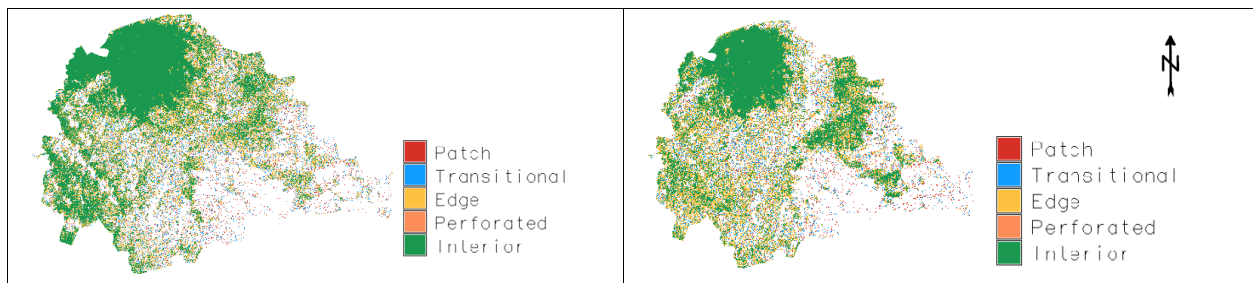 Patch
Transitional
Edge
Perforated
Interior
N
Patch
Transitional
Edge
Perforated
Interior